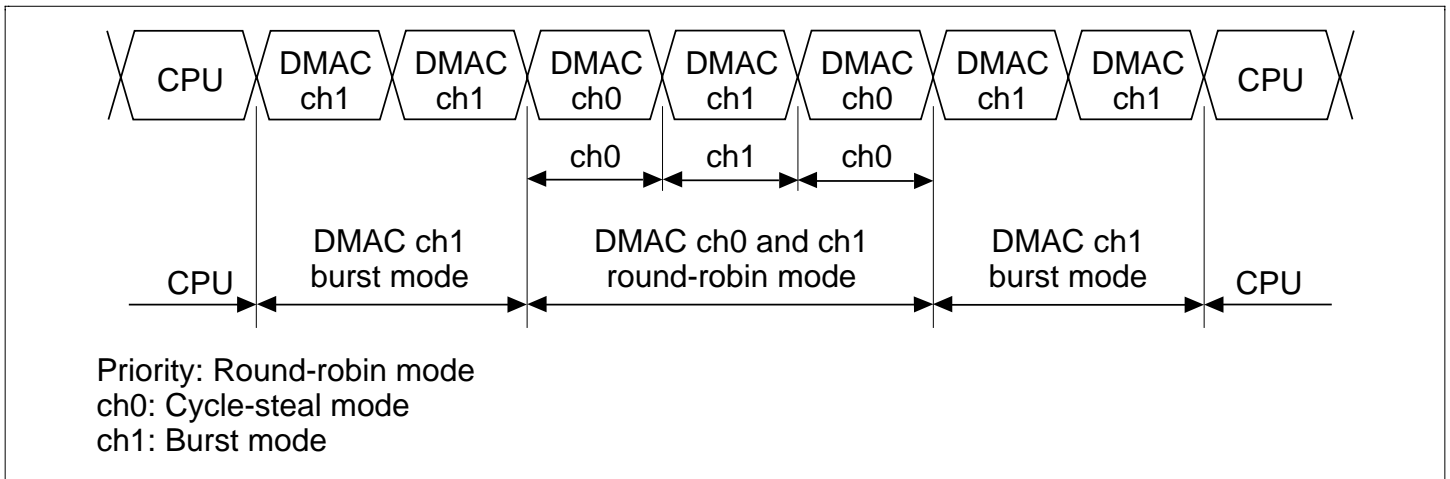 CPU DMAC DMAC DMAC DMAC DMAC DMAC DMAC CPU
ch1 ch1 ch0 ch1 ch0 ch1 ch1
ch0 ch1 ch0
DMAC ch1 DMAC ch0 and ch1 DMAC ch1
CPU burst mode round-robin mode burst mode CPU
Priority: Round-robin mode
ch0: Cycle-steal mode
ch1: Burst mode